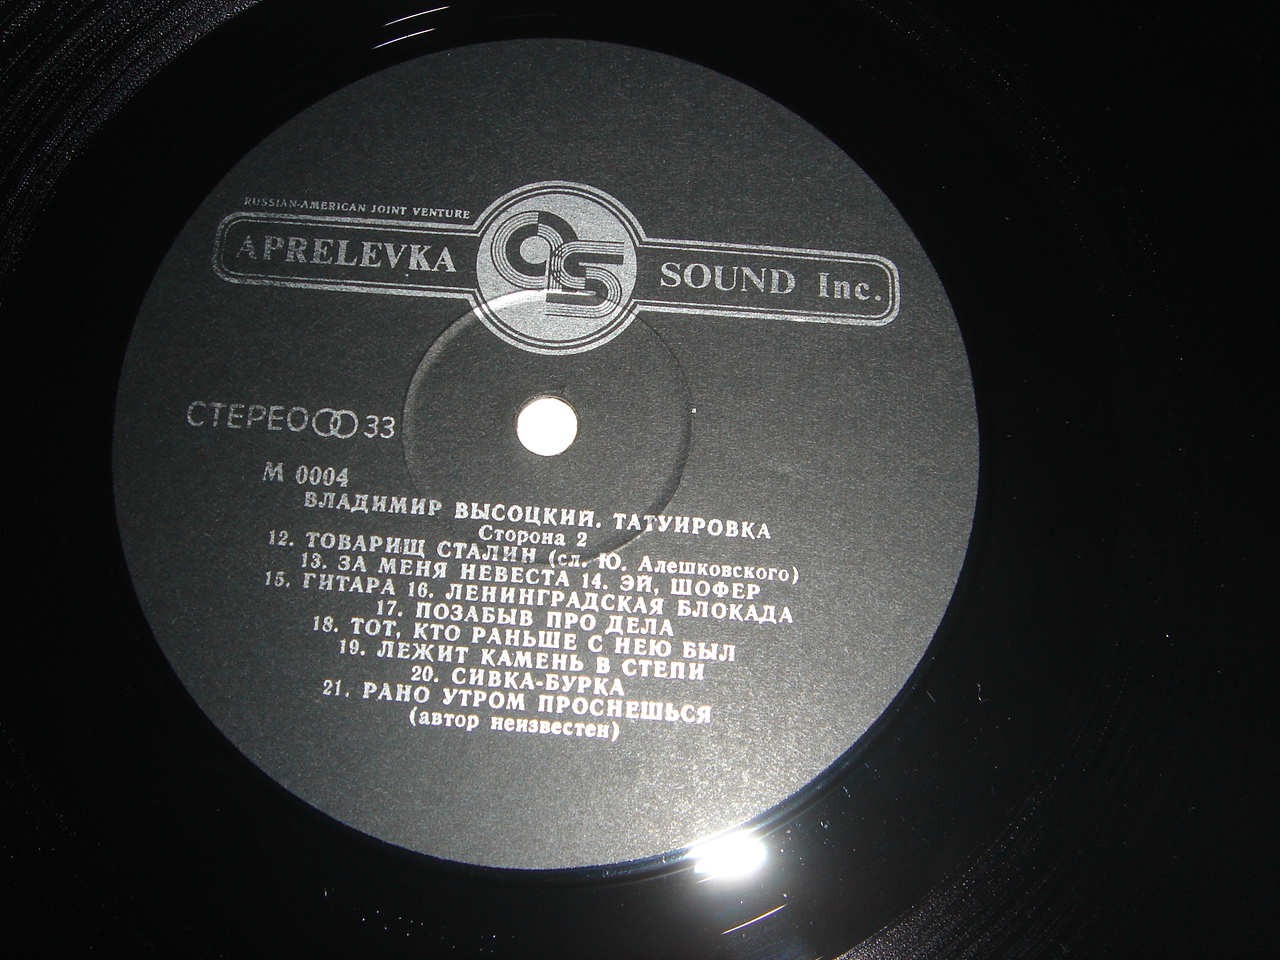 RUSSIAN-AMERICAN JOINT VENTURE
APRELEVKA SOUND Inc.
СТЕРЕО 33
М 0004
ВЛАДИМИР ВЫСОЦКИЙ. ТАТУИРОВКА
Сторона 2
12. ТОВАРИЩ СТАЛИН (сл. Ю. Алешковского)
13. ЗА МЕНЯ НЕВЕСТА 14. ЭЙ, ШОФЕР
15. ГИТАРА 16. ЛЕНИНГРАДСКАЯ БЛОКАДА
17. ПОЗАБЫВ ПРО ДЕЛА
18. ТОТ, КТО РАНЬШЕ С НЕЮ БЫЛ
19. ЛЕЖИТ КАМЕНЬ В СТЕПИ
20. СИВКА-БУРКА
21. РАНО УТРОМ ПРОСНЕШЬСЯ
(автор неизвестен)